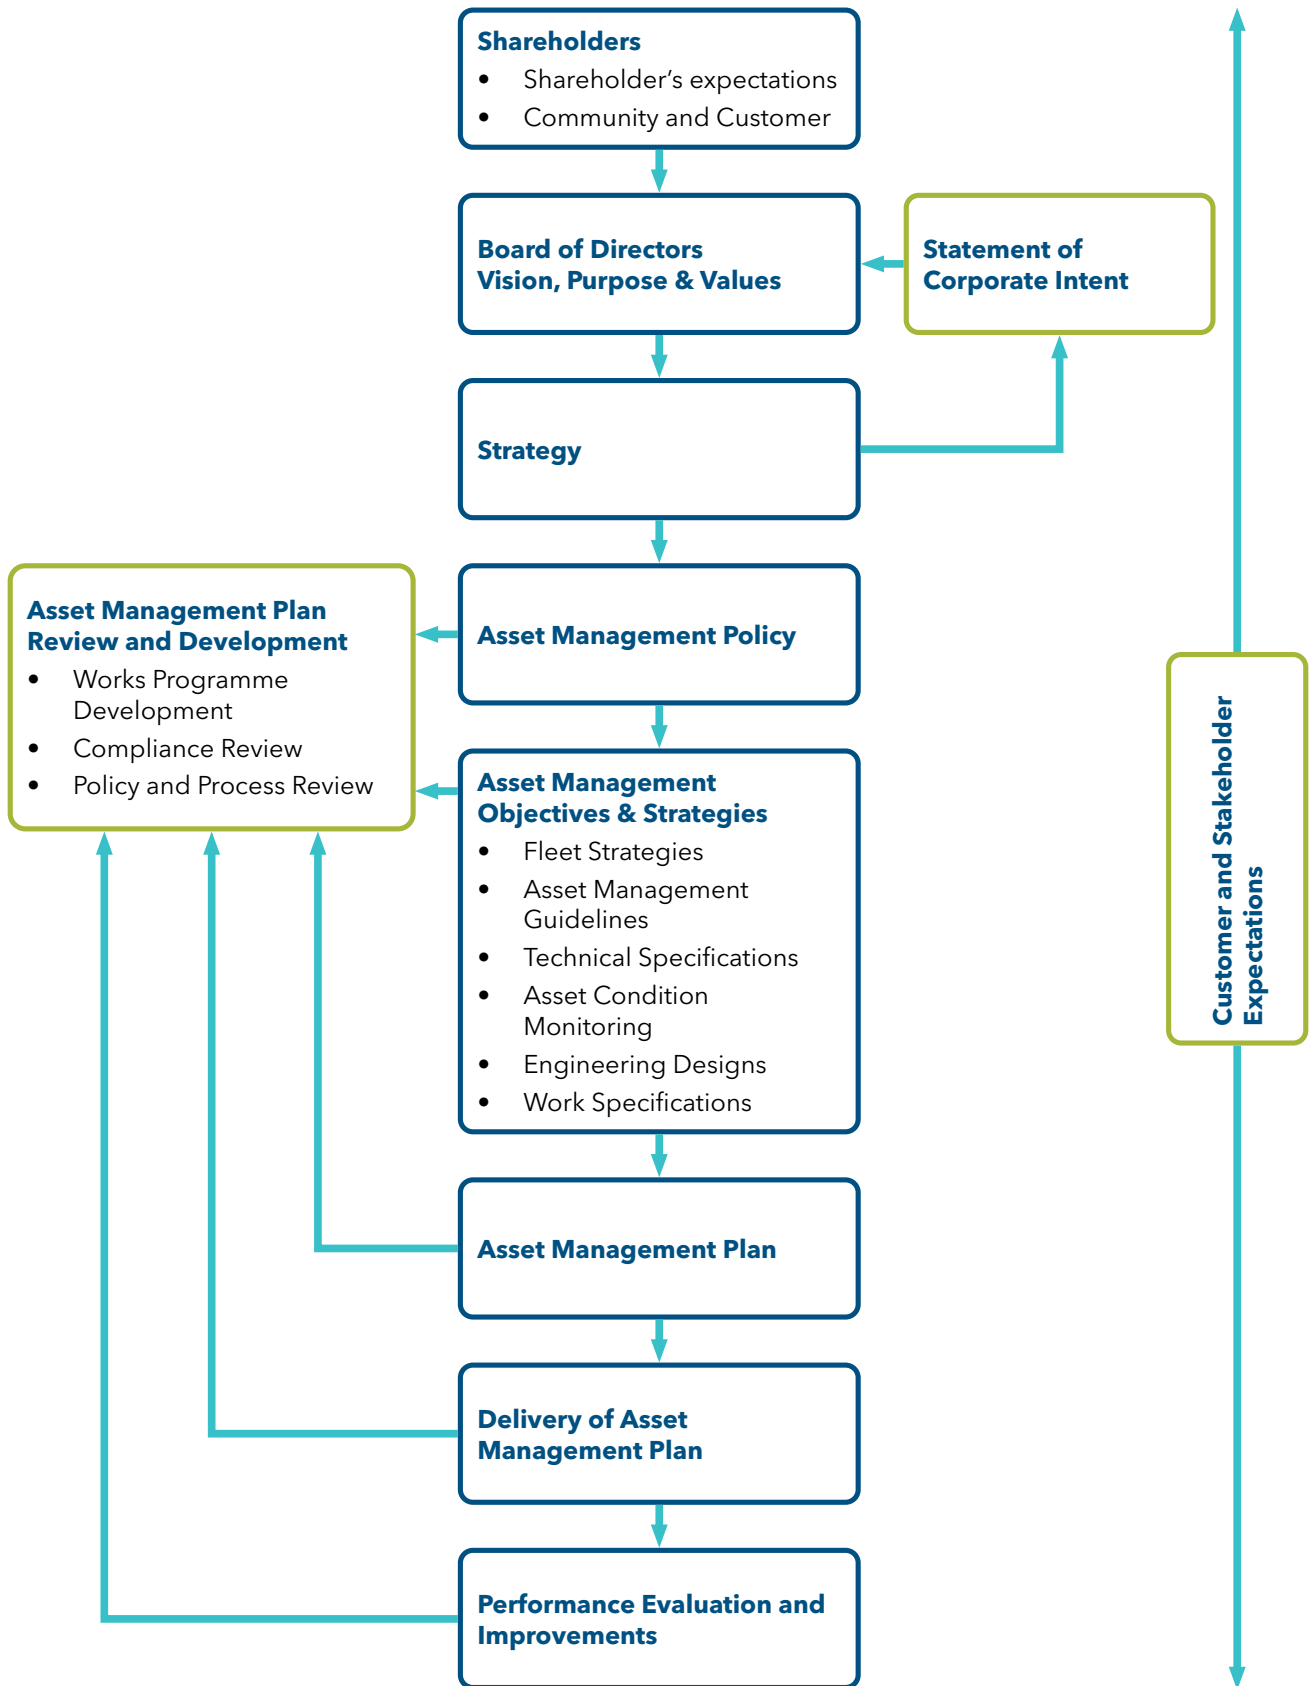 Shareholders
• Shareholder’s expectations
• Community and Customer
Board of Directors
Vision, Purpose & Values
Statement of
Corporate Intent
Strategy
Asset Management Policy
Asset Management Plan
Review and Development
• Works Programme
Development
• Compliance Review
• Policy and Process Review
Asset Management
Objectives & Strategies
• Fleet Strategies
• Asset Management
Guidelines
• Technical Specifications
• Asset Condition
Monitoring
• Engineering Designs
• Work Specifications
Customer and Stakeholder
Expectations
Asset Management Plan
Delivery of Asset
Management Plan
Performance Evaluation and
Improvements